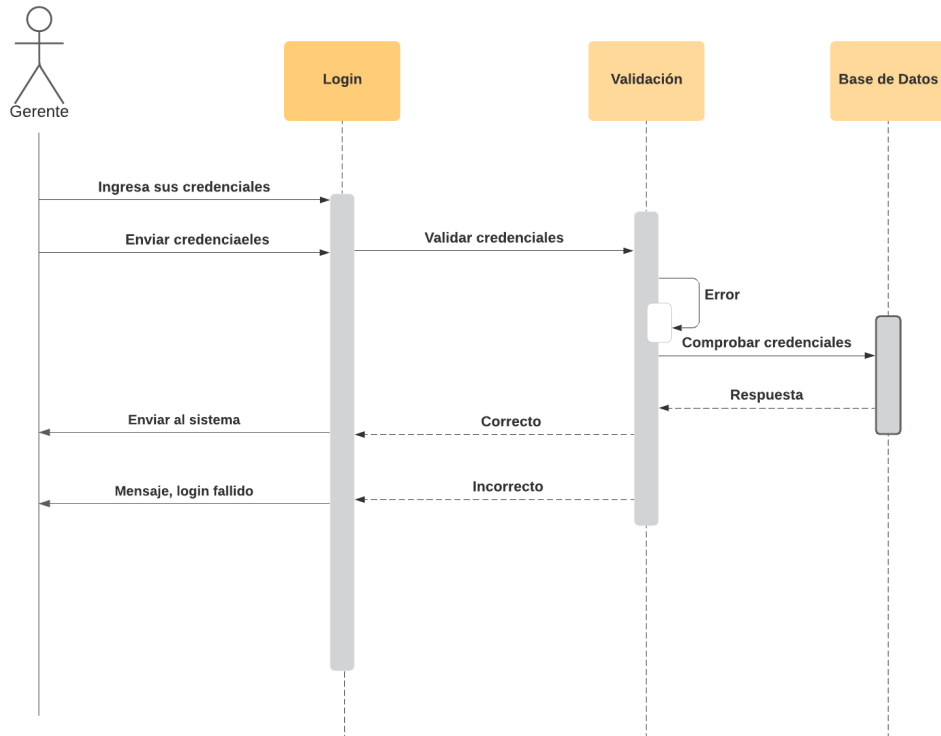 Gerente
Login
Validación
Base de Datos
Ingresa sus credenciales
Enviar credenciaeles
Validar credenciales
Error
Comprobar credenciales
Respuesta
Enviar al sistema
Correcto
Mensaje, login fallido
Incorrecto